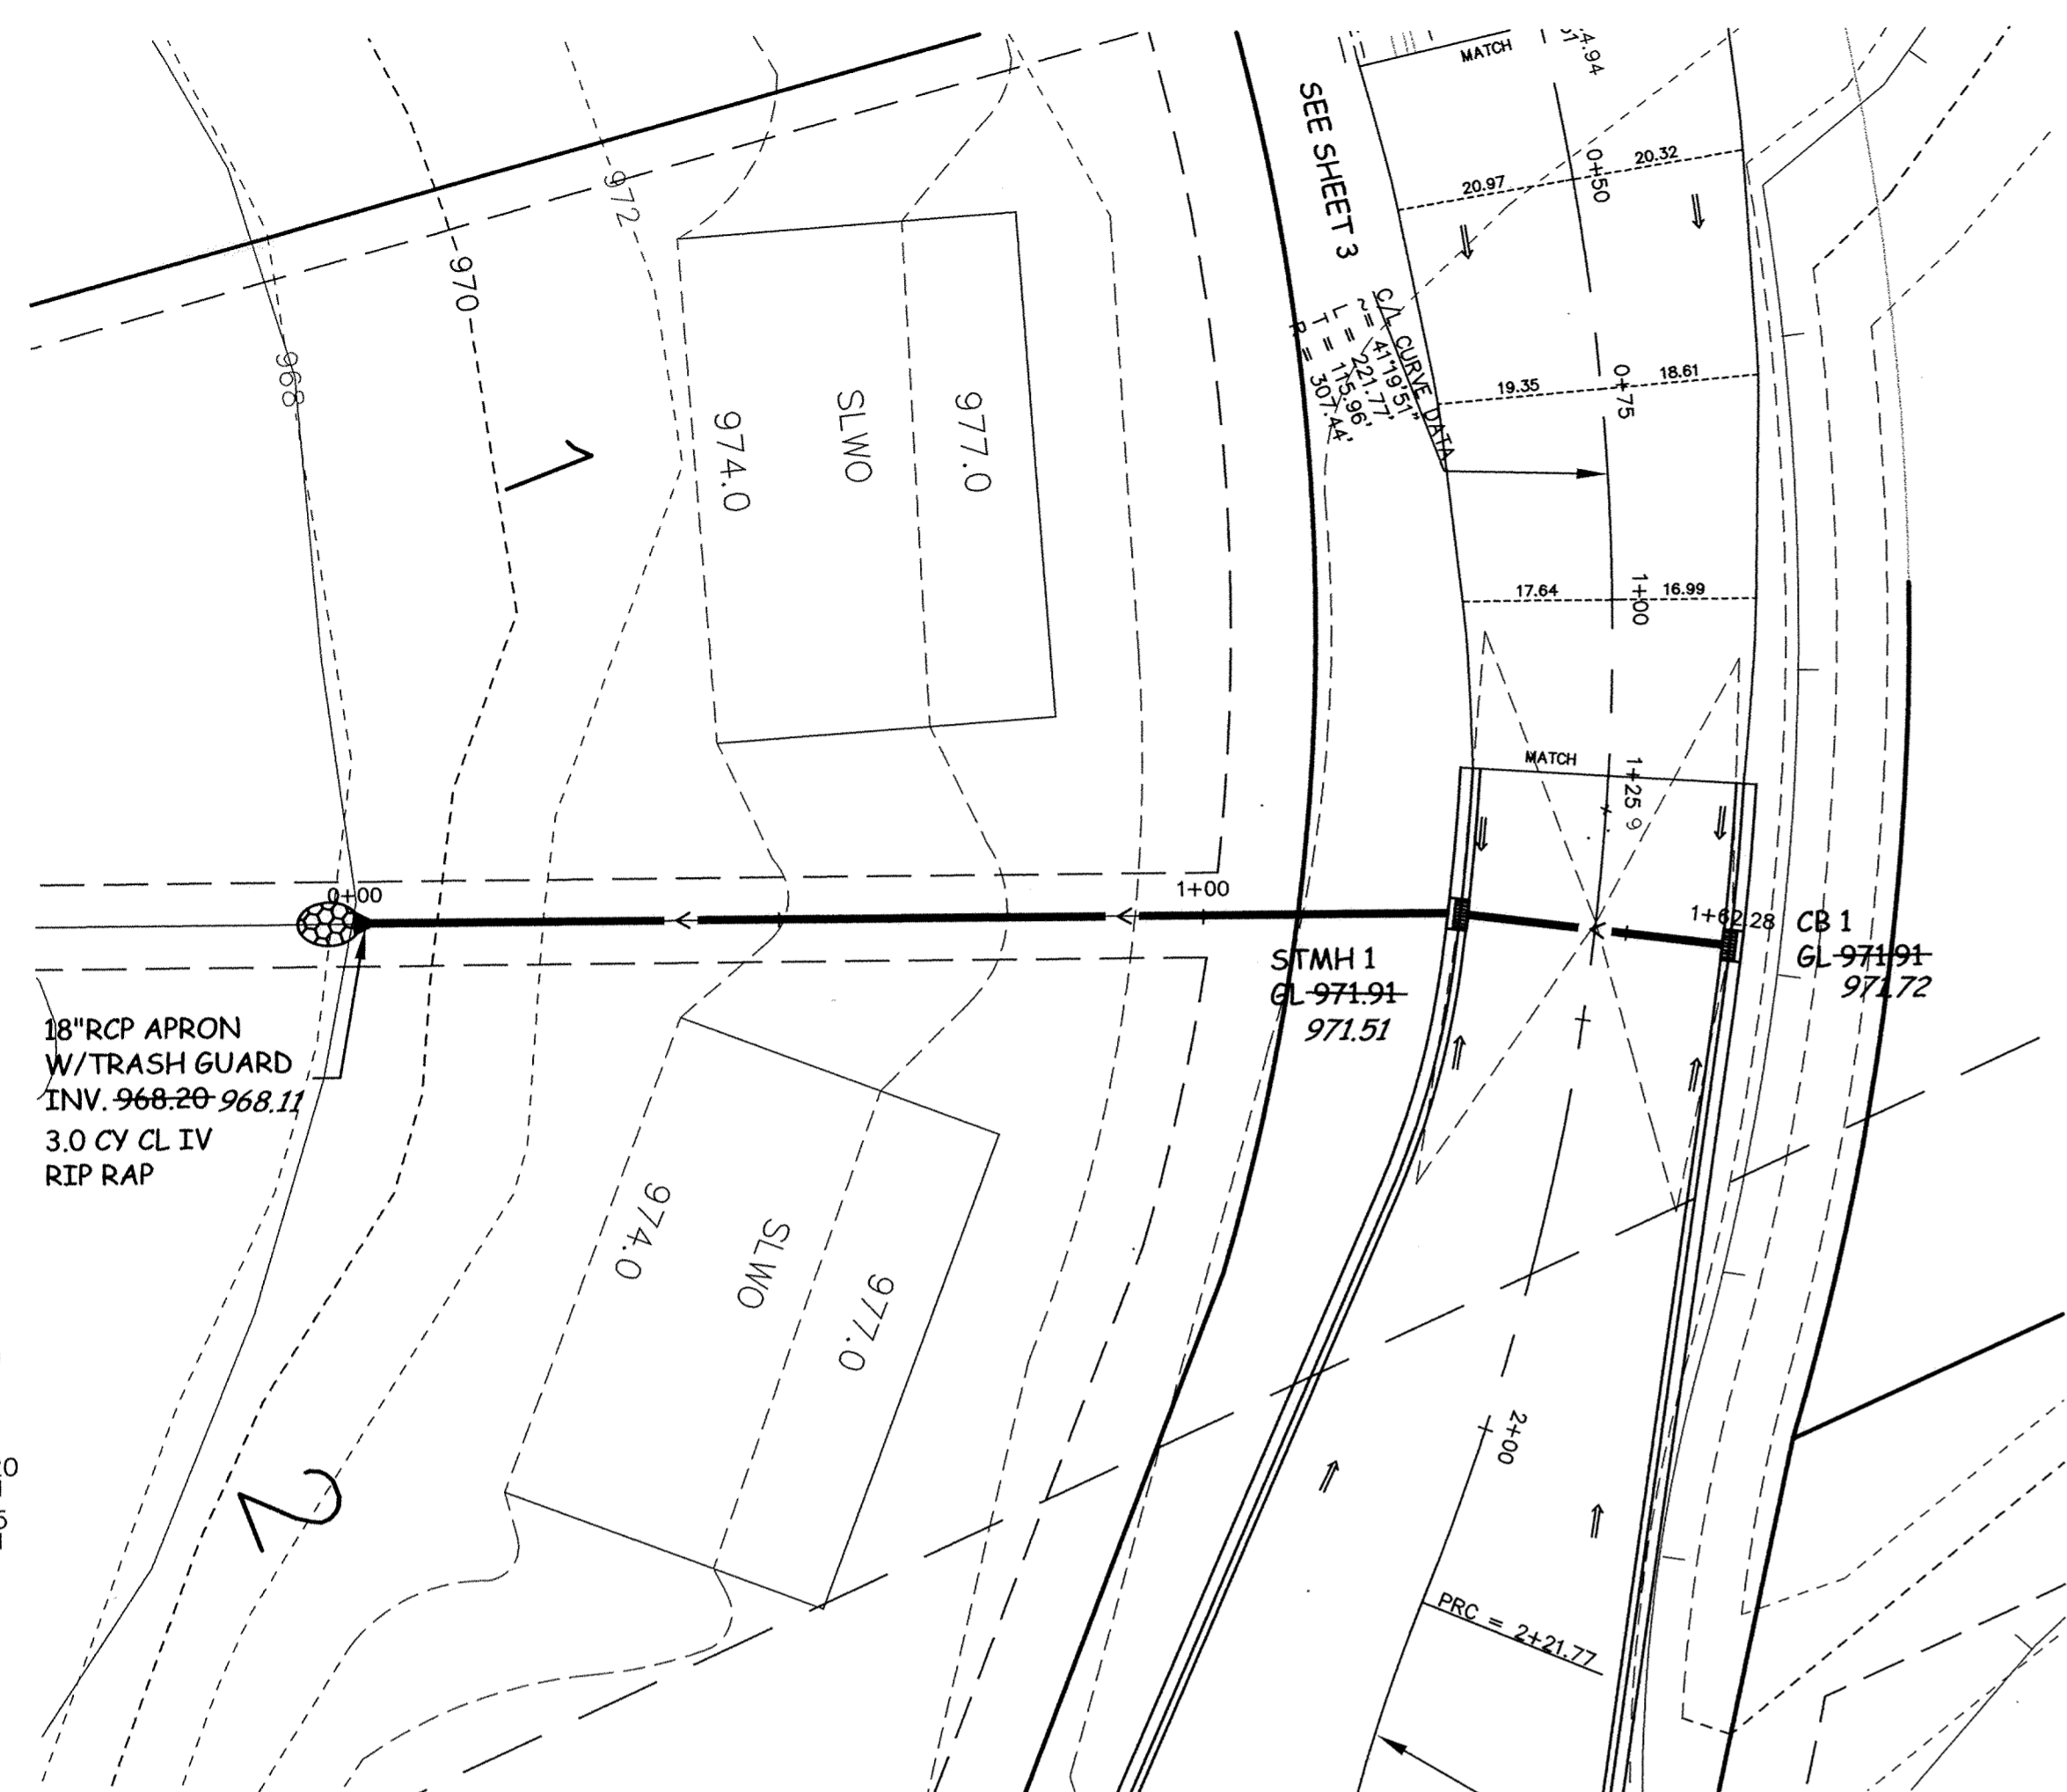 MATCH
4.94
20.32
0+50
20.97
972
SEE SHEET 3
970
C/L CURVE DATA
= 41°19'51"
L = 221.77'
T = 115.96'
R = 307.44'
968
18.61
0+75
19.35
1
974.0
SLWO
977.0
1+00
16.99
17.64
MATCH
1+25
9
0+00
1+00
1+62.28
CB 1
GL 971.91
971.72
STMH 1
GL 971.91
971.51
18"RCP APRON
W/TRASH GUARD
INV. 968.20 968.11
3.0 CY CL IV
RIP RAP
974.0
SLWO
977.0
2
2+00
PRC = 2+21.77